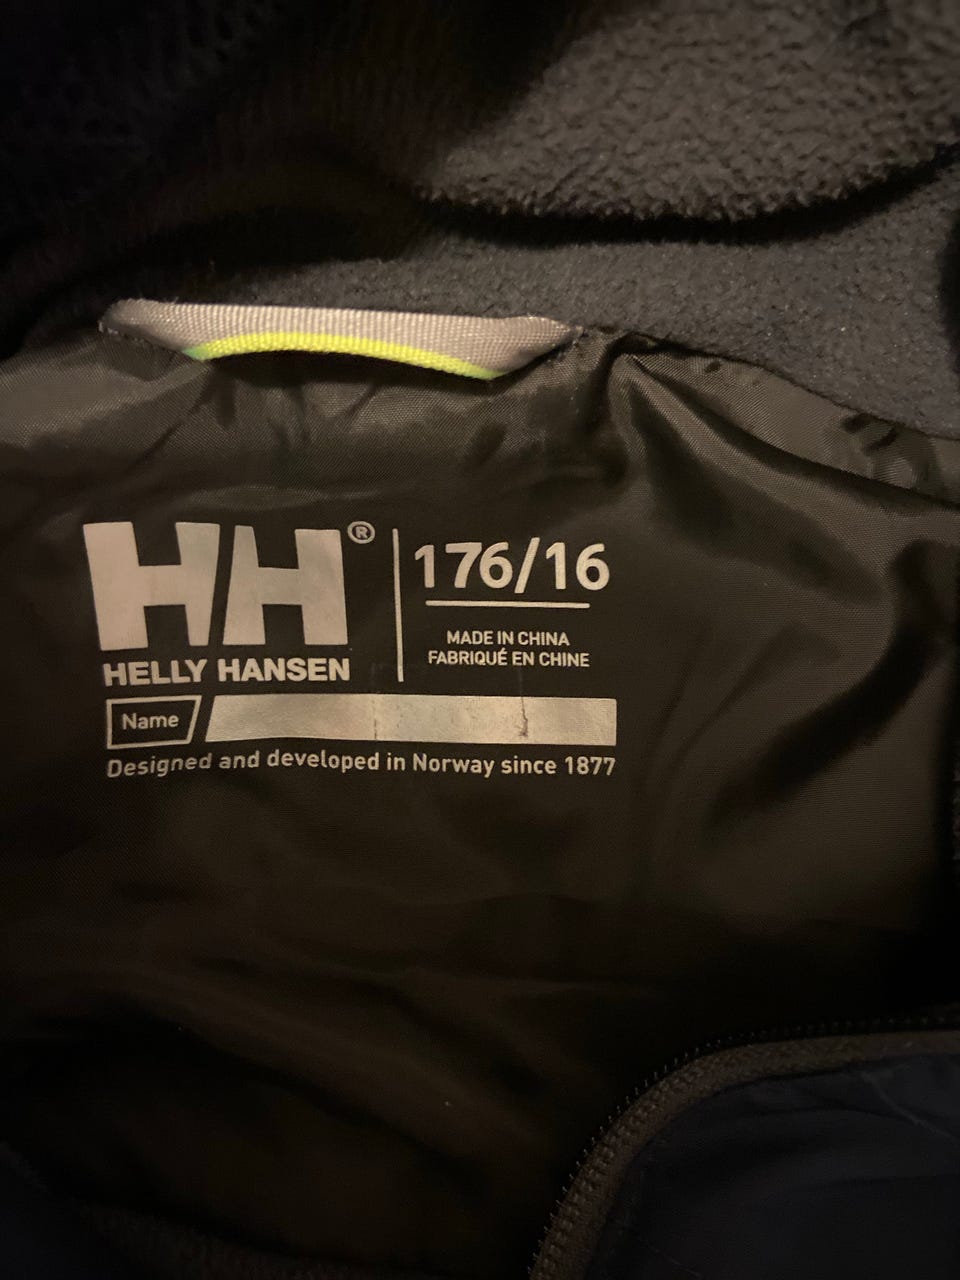 HH®
HELLY HANSEN
176/16
MADE IN CHINA
FABRIQUÉ EN CHINE
Name
Designed and developed in Norway since 1877